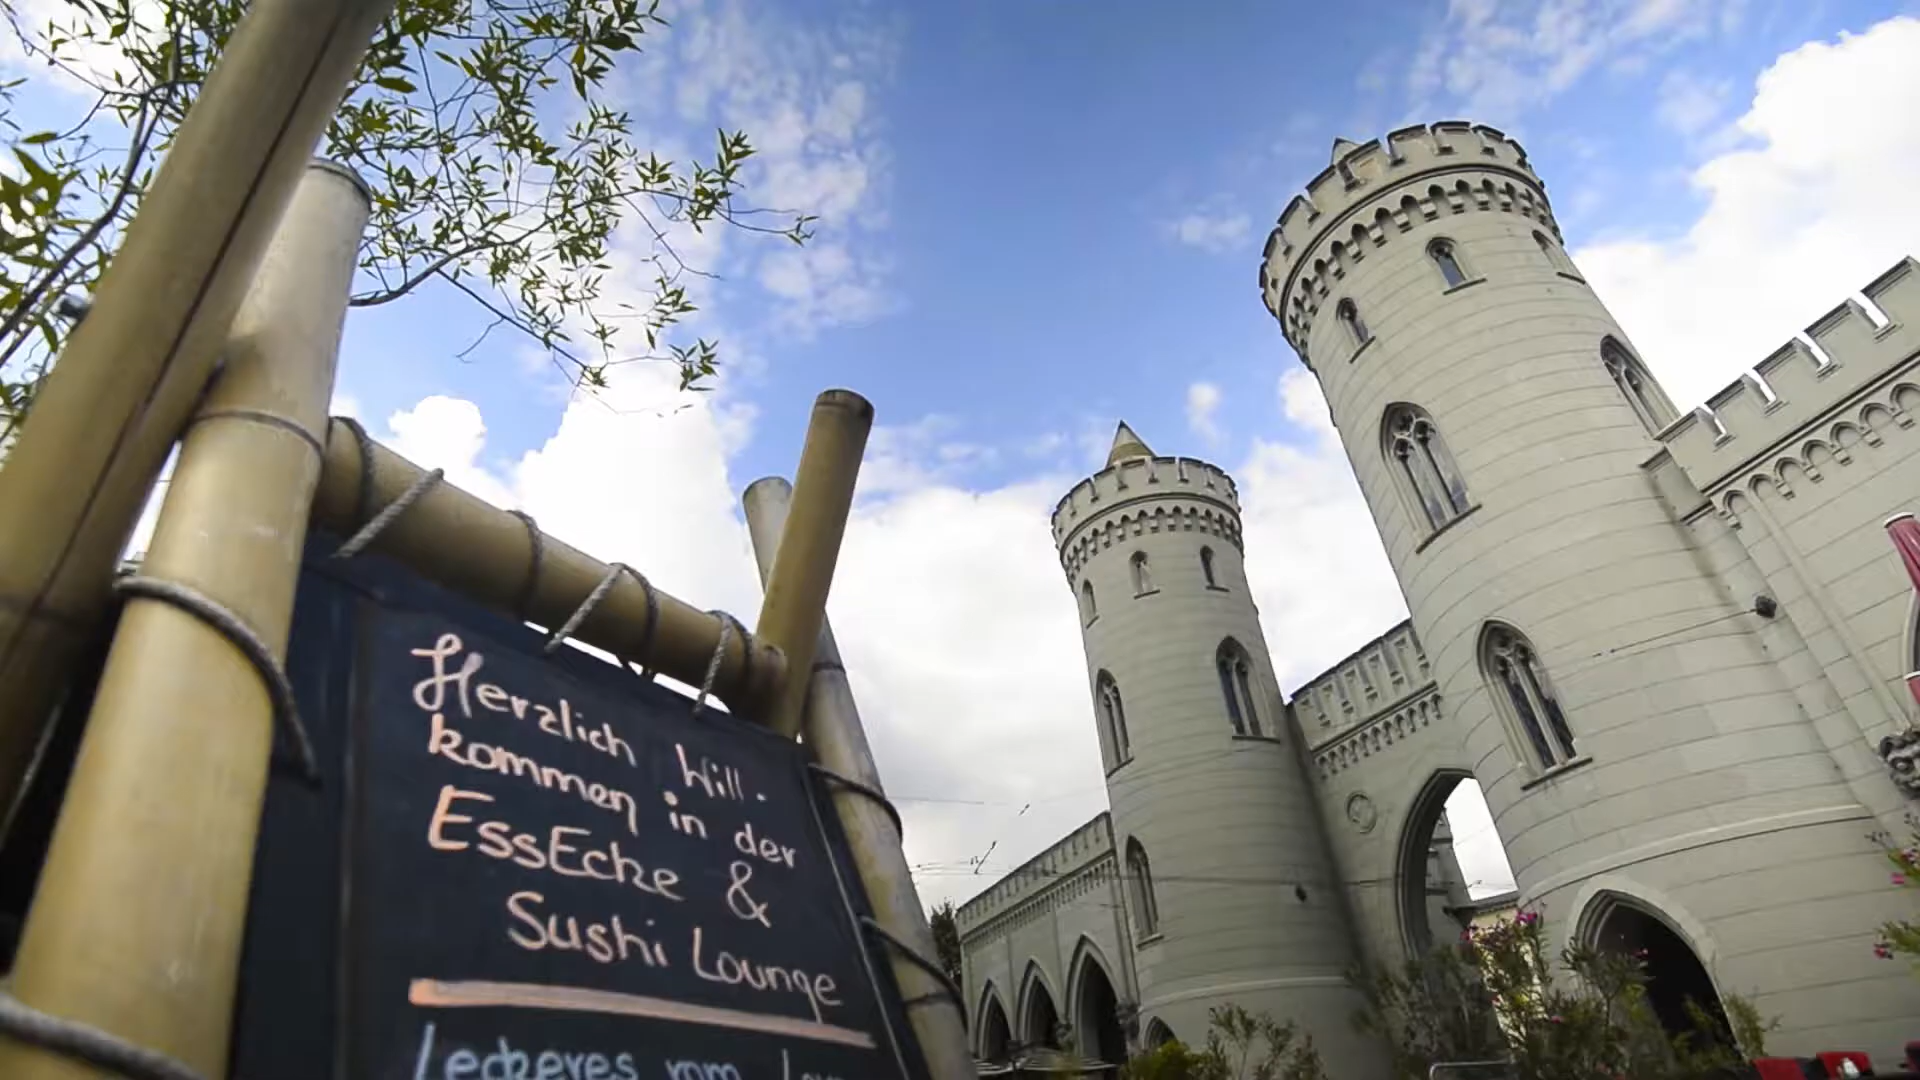 Herzlich Will.
kommen in der
EssEcke &
Sushi Lounge
Leckeres vom